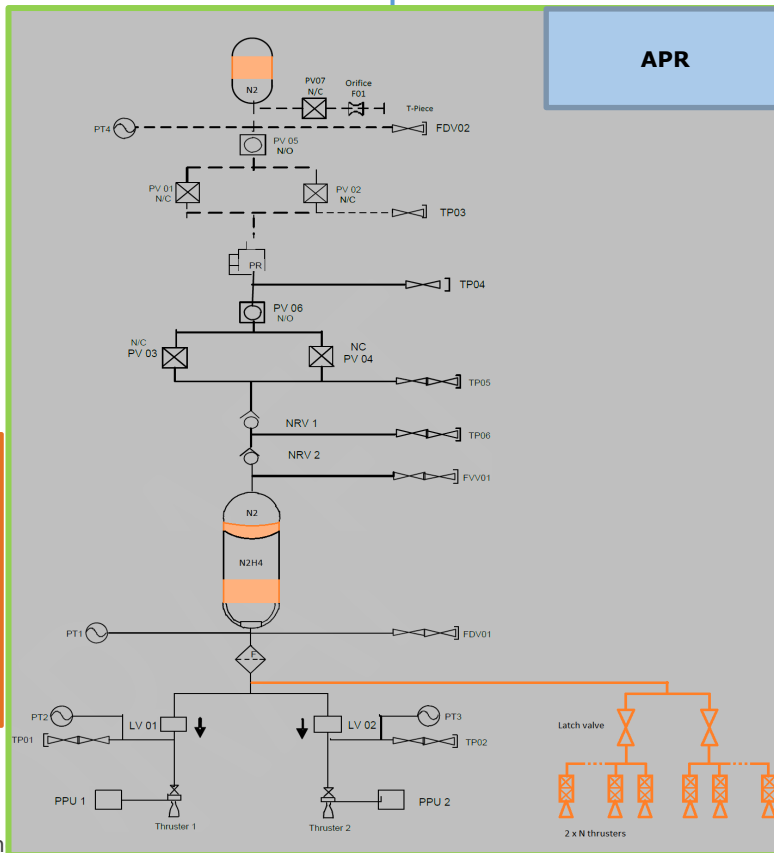 APR
N2
PV07
N/C
Orifice
F01
T-Piece
PT4
FDV02
PV 05
N/O
PV 01
N/C
PV 02
N/C
TP03
PR
TP04
PV 06
N/O
N/C
PV 03
NC
PV 04
TP05
NRV 1
TP06
NRV 2
FVV01
N2
N2H4
PT1
FDV01
F
PT2
LV 01
LV 02
PT3
TP01
TP02
Latch valve
PPU 1
PPU 2
Thruster 1
Thruster 2
2 x N thrusters